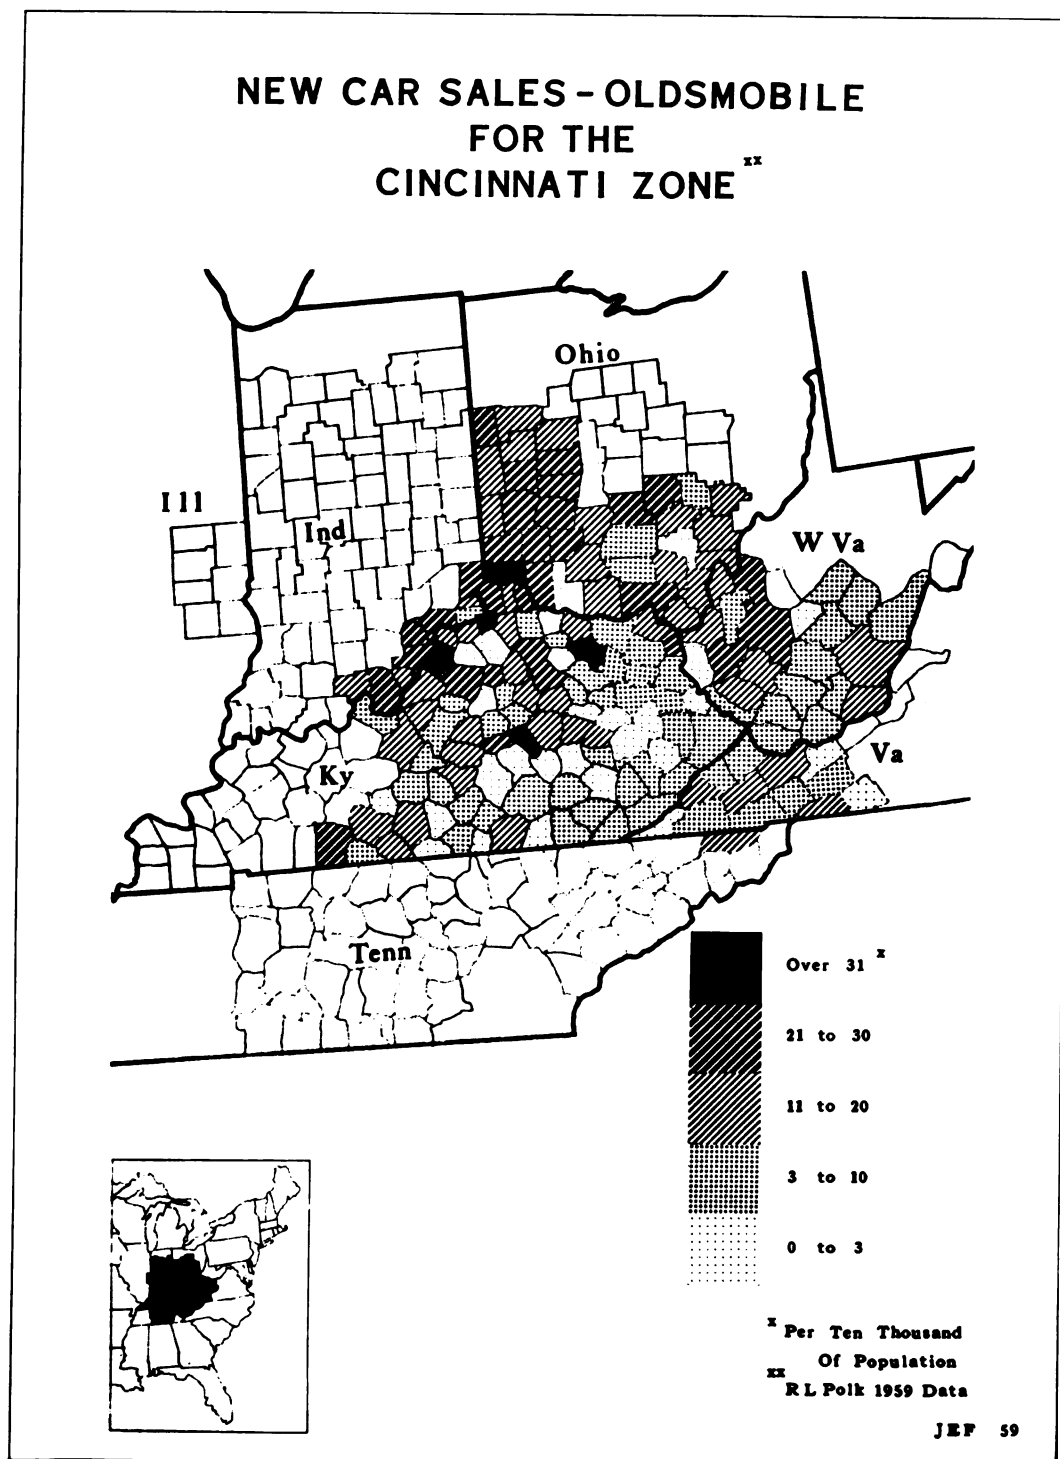 NEW CAR SALES - OLDSMOBILE
FOR THE
CINCINNATI ZONE xx
Ohio
Ill
Ind
W Va
Va
Ky
Tenn
Over 31 x
21 to 30
11 to 20
3 to 10
0 to 3
x Per Ten Thousand
Of Population
xx R L Polk 1959 Data
JEF 59